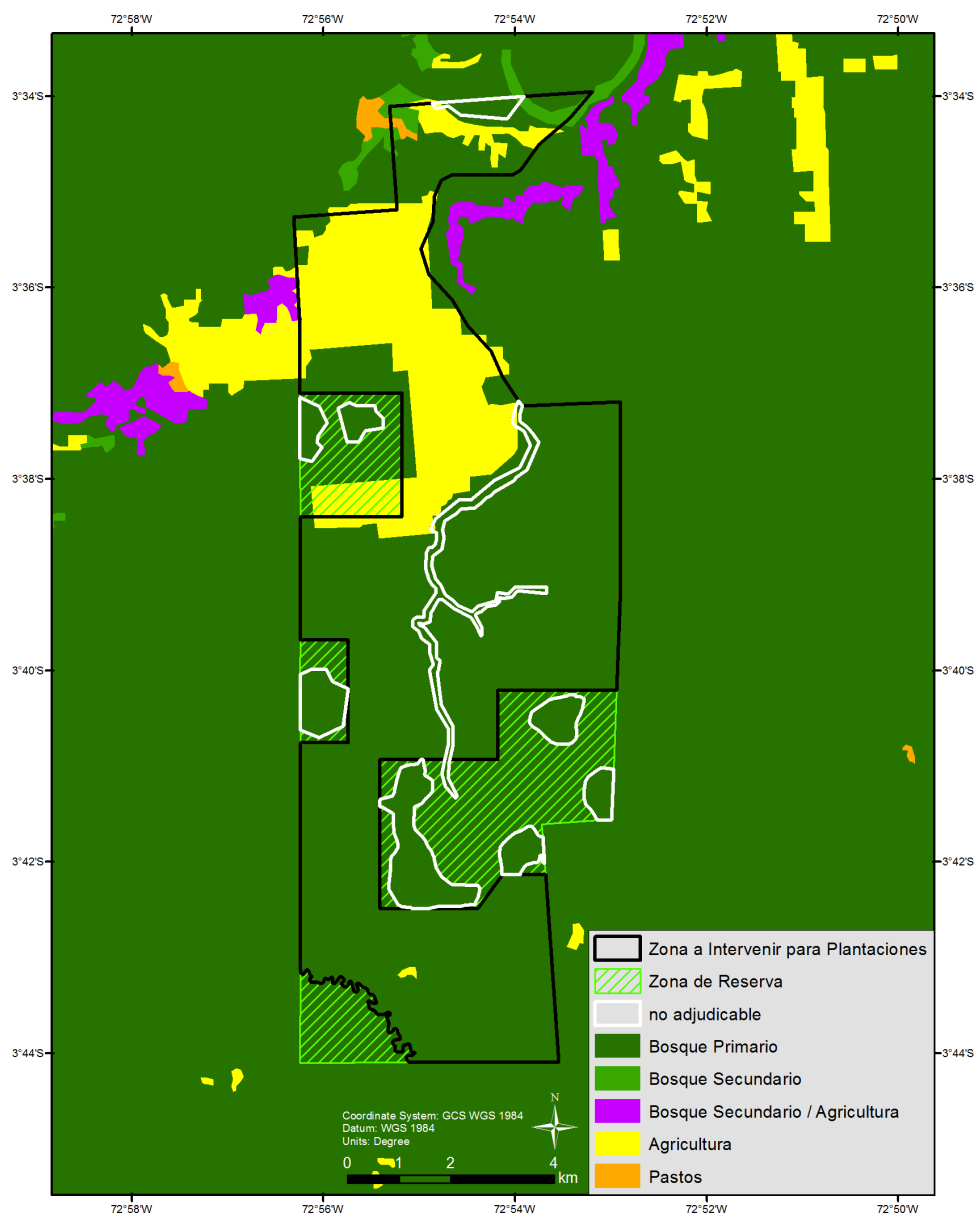 72°58'W 72°56'W 72°54'W 72°52'W 72°50'W
3°34'S 3°34'S
3°36'S 3°36'S
3°38'S 3°38'S
3°40'S 3°40'S
3°42'S 3°42'S
3°44'S 3°44'S
Zona a Intervenir para Plantaciones
Zona de Reserva
no adjudicable
Bosque Primario
Bosque Secundario
Bosque Secundario / Agricultura
Agricultura
Pastos
N
Coordinate System: GCS WGS 1984
Datum: WGS 1984
Units: Degree
0 1 2 4
km
72°58'W 72°56'W 72°54'W 72°52'W 72°50'W